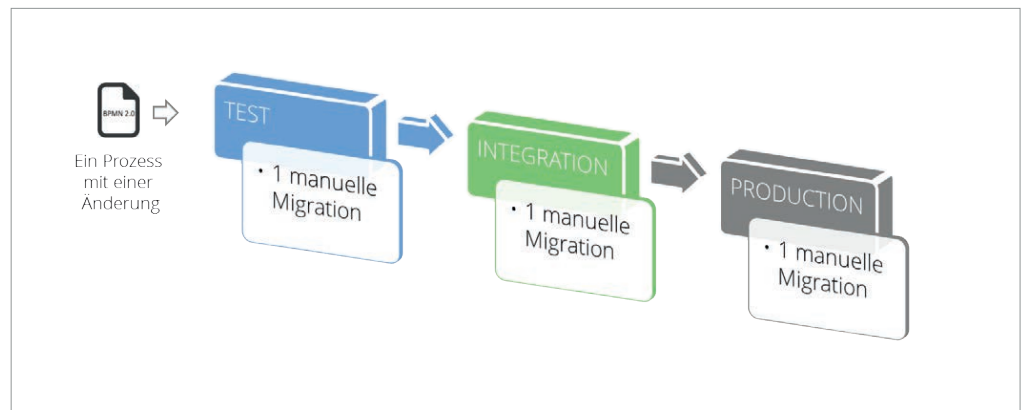 BPMN 2.0
Ein Prozess
mit einer
Änderung
TEST
• 1 manuelle
Migration
INTEGRATION
• 1 manuelle
Migration
PRODUCTION
• 1 manuelle
Migration